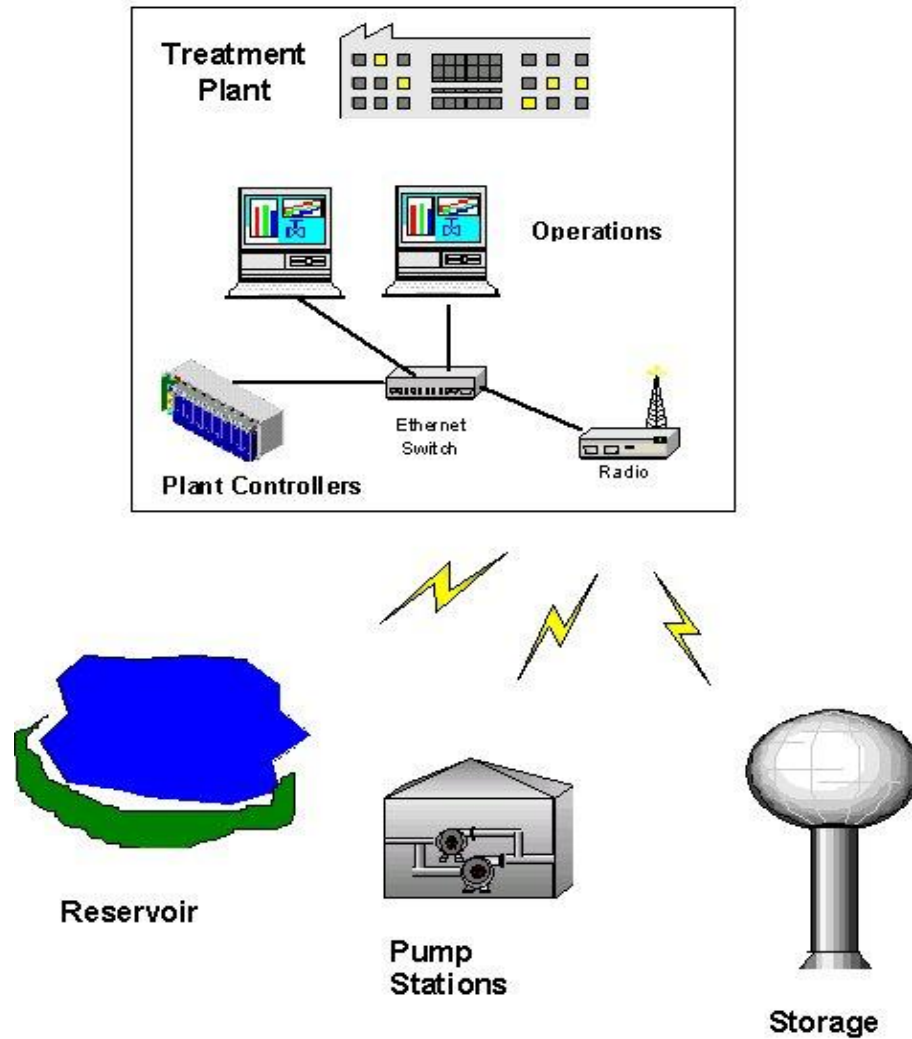 Treatment
Plant
Operations
Ethernet
Switch
Radio
Plant Controllers
Reservoir
Pump
Stations
Storage